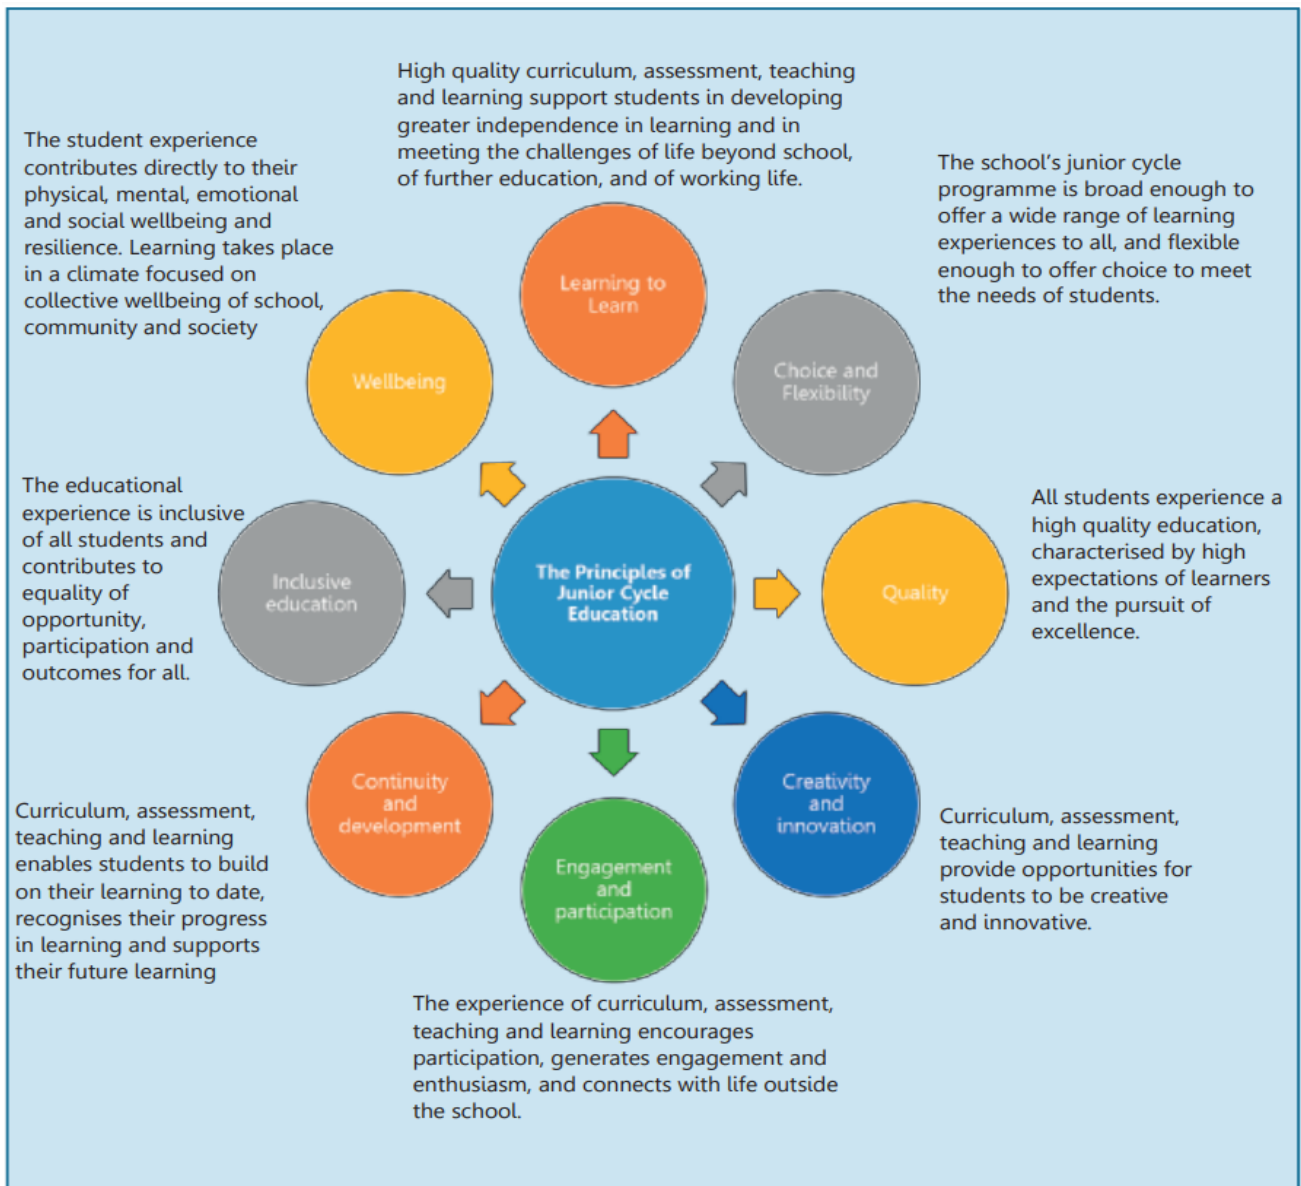 High quality curriculum, assessment, teaching
and learning support students in developing
greater independence in learning and in
meeting the challenges of life beyond school,
of further education, and of working life.
The student experience
contributes directly to their
physical, mental, emotional
and social wellbeing and
resilience. Learning takes place
in a climate focused on
collective wellbeing of school,
community and society
The school's junior cycle
programme is broad enough to
offer a wide range of learning
experiences to all, and flexible
enough to offer choice to meet
the needs of students.
Learning to
Learn
Wellbeing
Choice and
Flexibility
The educational
experience is inclusive
of all students and
contributes to
equality of
opportunity,
participation and
outcomes for all.
Inclusive
education
The Principles of
Junior Cycle
Education
Quality
All students experience a
high quality education,
characterised by high
expectations of learners
and the pursuit of
excellence.
Continuity
and
development
Creativity
and
innovation
Curriculum, assessment,
teaching and learning
enables students to build
on their learning to date,
recognises their progress
in learning and supports
their future learning
Engagement
and
participation
Curriculum, assessment,
teaching and learning
provide opportunities for
students to be creative
and innovative.
The experience of curriculum, assessment,
teaching and learning encourages
participation, generates engagement and
enthusiasm, and connects with life outside
the school.